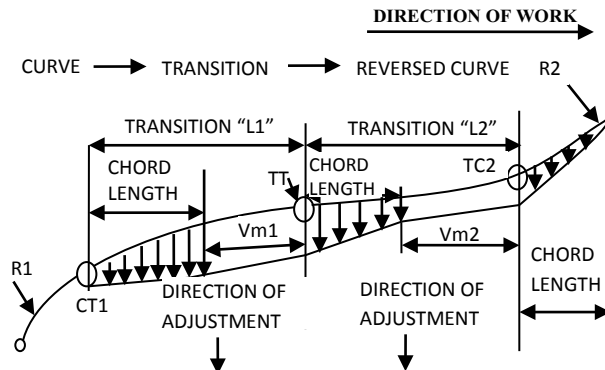 DIRECTION OF WORK
CURVE TRANSITION REVERSED CURVE R2
TRANSITION “L1” TRANSITION “L2”
CHORD
LENGTH
TT
CHORD
LENGTH
TC2
Vm1
Vm2
R1
CT1
DIRECTION OF
ADJUSTMENT
DIRECTION OF
ADJUSTMENT
CHORD
LENGTH